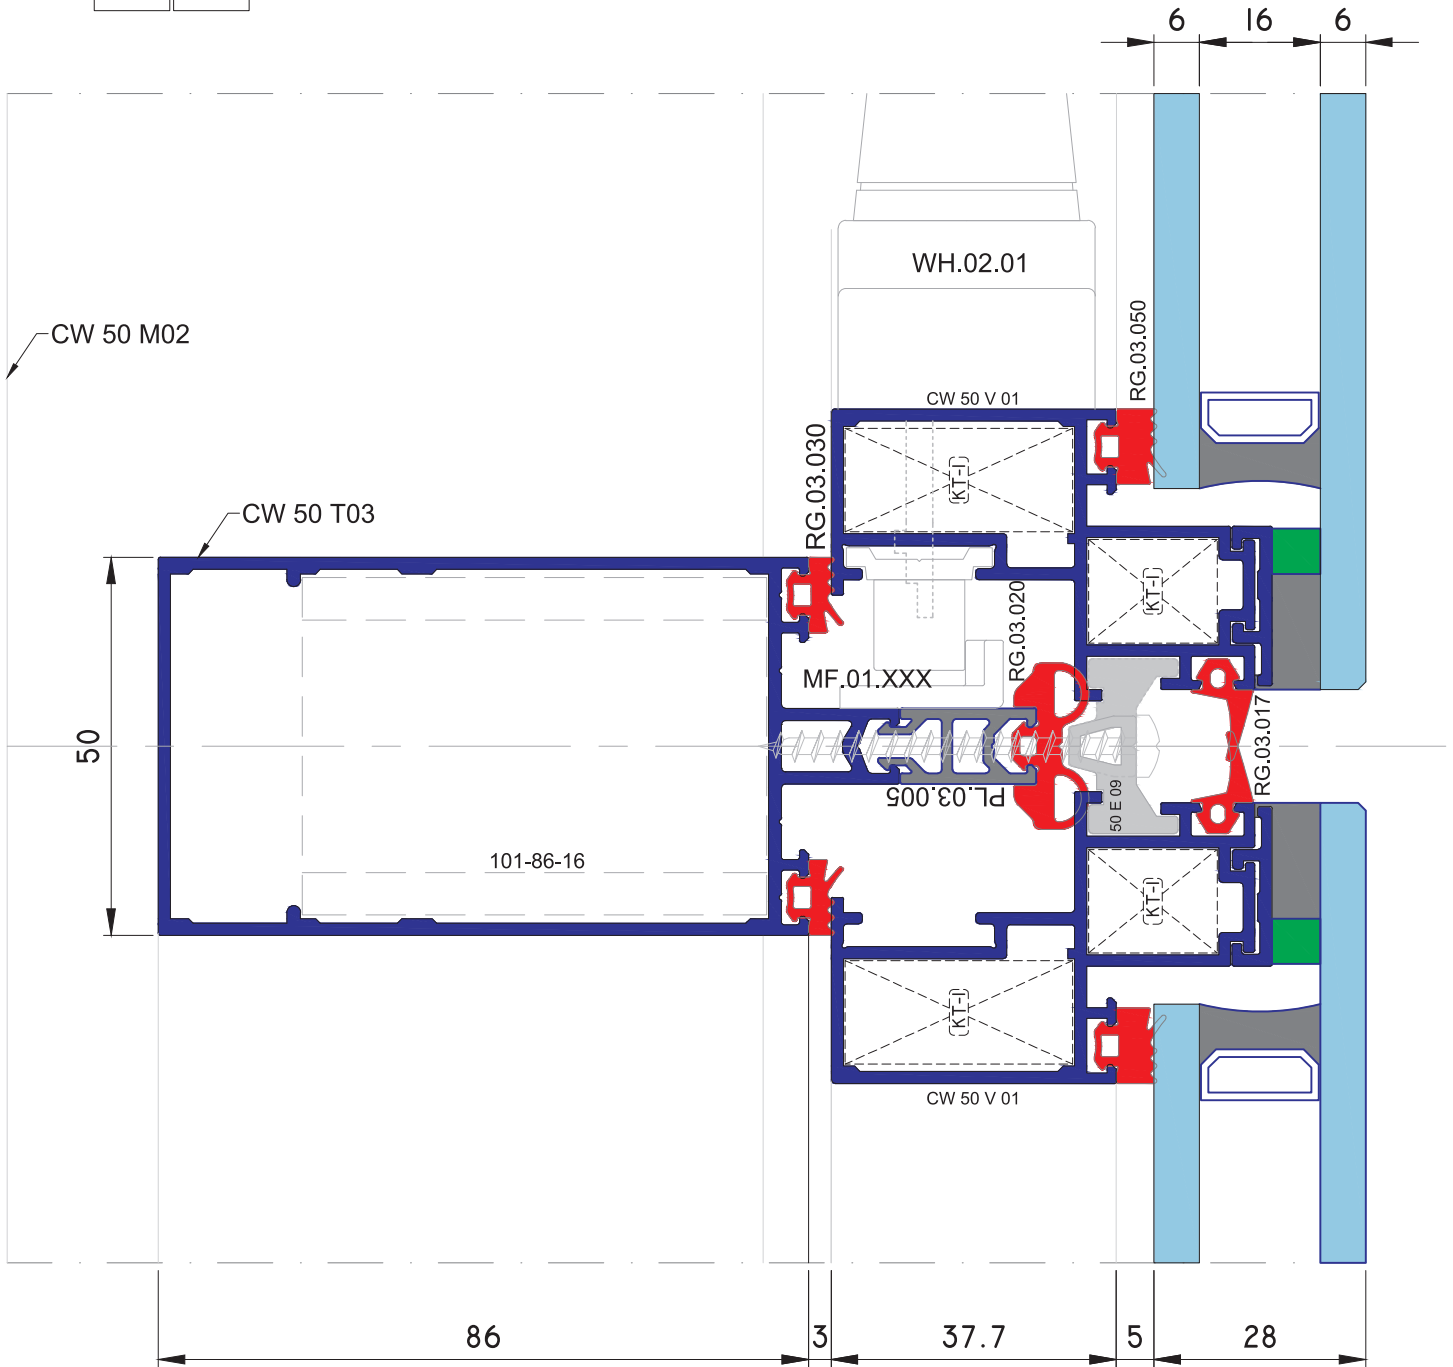 6 16 6
WH.02.01
RG.03.050
CW 50 M02
CW 50 V 01
RG.03.030
KT-I
CW 50 T03
KT-I
RG.03.020
MF.01.XXX
RG.03.017
50
PL.03.005
50 E 09
101-86-16
KT-I
KT-I
CW 50 V 01
86 3 37.7 5 28